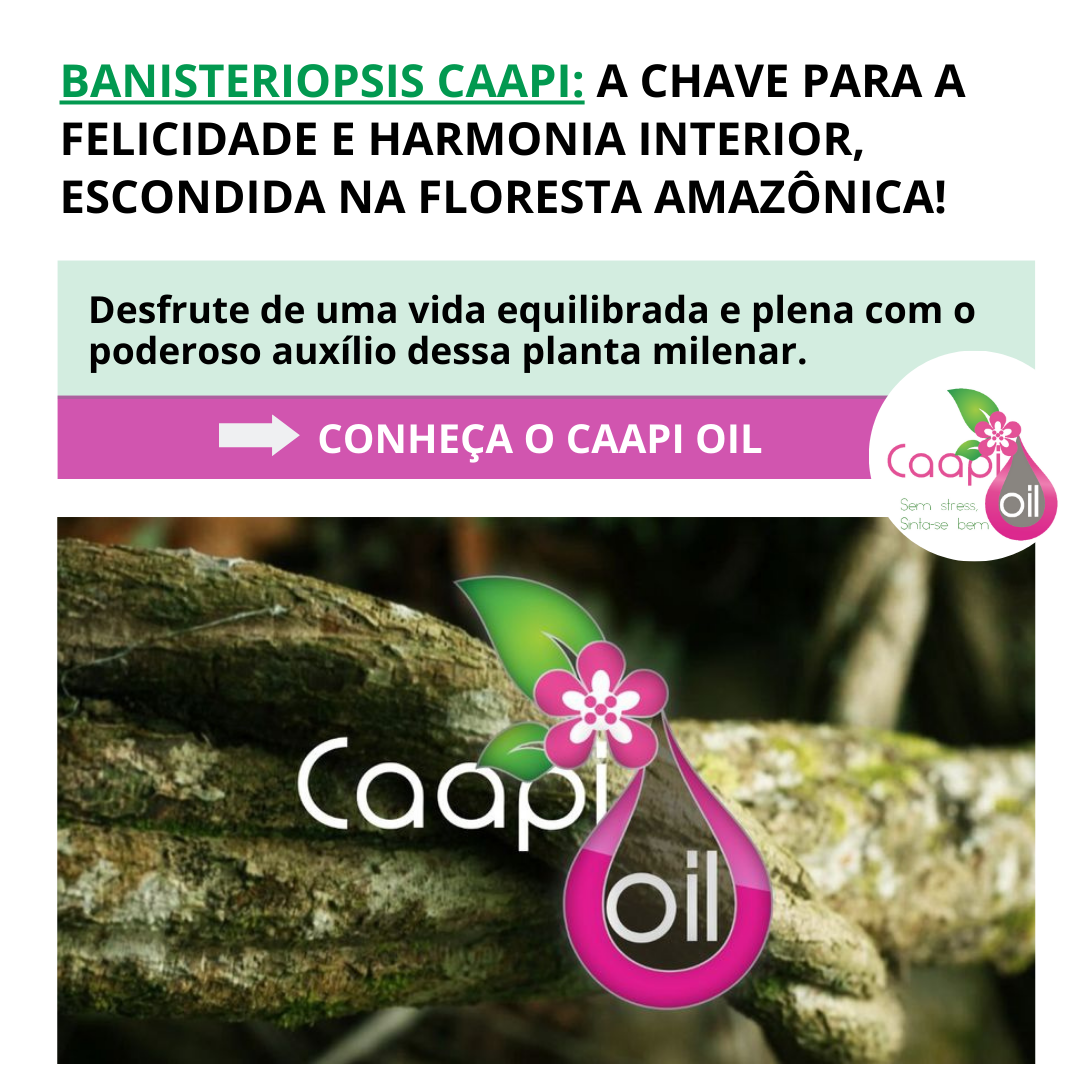 BANISTERIOPSIS CAAPI: A CHAVE PARA A
FELICIDADE E HARMONIA INTERIOR,
ESCONDIDA NA FLORESTA AMAZÔNICA!
Desfrute de uma vida equilibrada e plena com o
poderoso auxílio dessa planta milenar.
CONHEÇA O CAAPI OIL
Caapi
oil
Sem stress,
Sinta-se bem
Caapi
oil